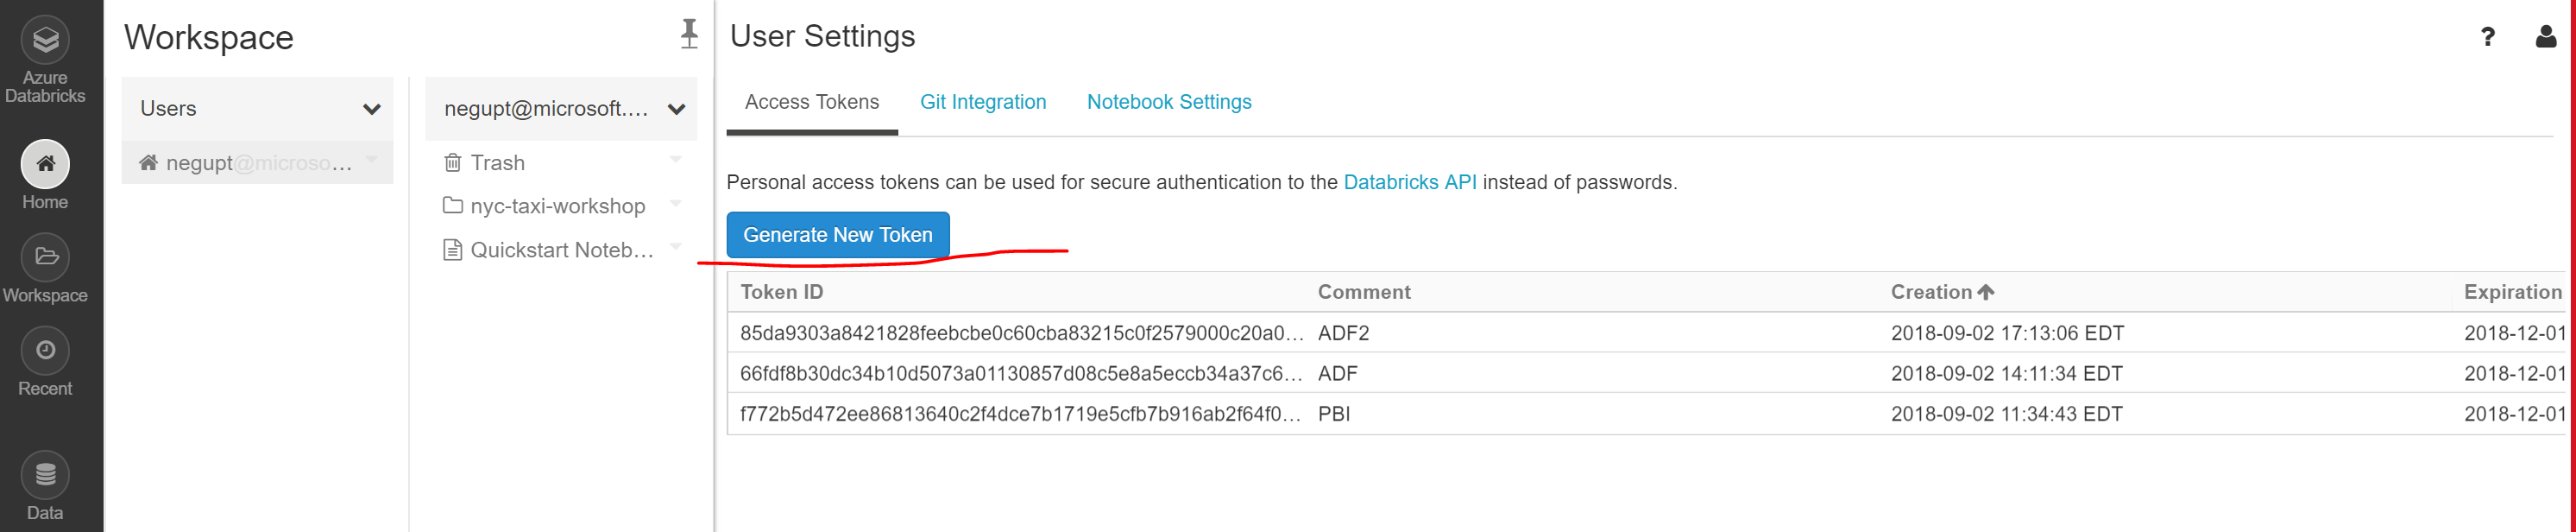 Azure
Databricks
Home
Workspace
Recent
Data
Workspace
Users
negupt@microso...
negupt@microsoft....
Trash
nyc-taxi-workshop
Quickstart Noteb...
User Settings
?
Access Tokens Git Integration Notebook Settings
Personal access tokens can be used for secure authentication to the Databricks API instead of passwords.
Generate New Token
Token ID Comment Creation Expiration
85da9303a8421828feebcbe0c60cba83215c0f2579000c20a0... ADF2 2018-09-02 17:13:06 EDT 2018-12-01
66fdf8b30dc34b10d5073a01130857d08c5e8a5eccb34a37c6... ADF 2018-09-02 14:11:34 EDT 2018-12-01
f772b5d472ee86813640c2f4dce7b1719e5cfb7b916ab2f64f0... PBI 2018-09-02 11:34:43 EDT 2018-12-01